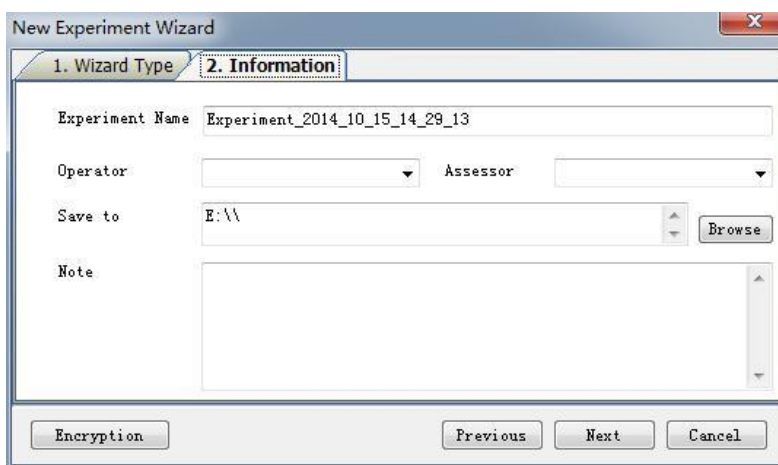 New Experiment Wizard
1. Wizard Type 2. Information
Experiment Name Experiment_2014_10_15_14_29_13
Operator Assessor
Save to E:\\ Browse
Note
Encryption Previous Next Cancel